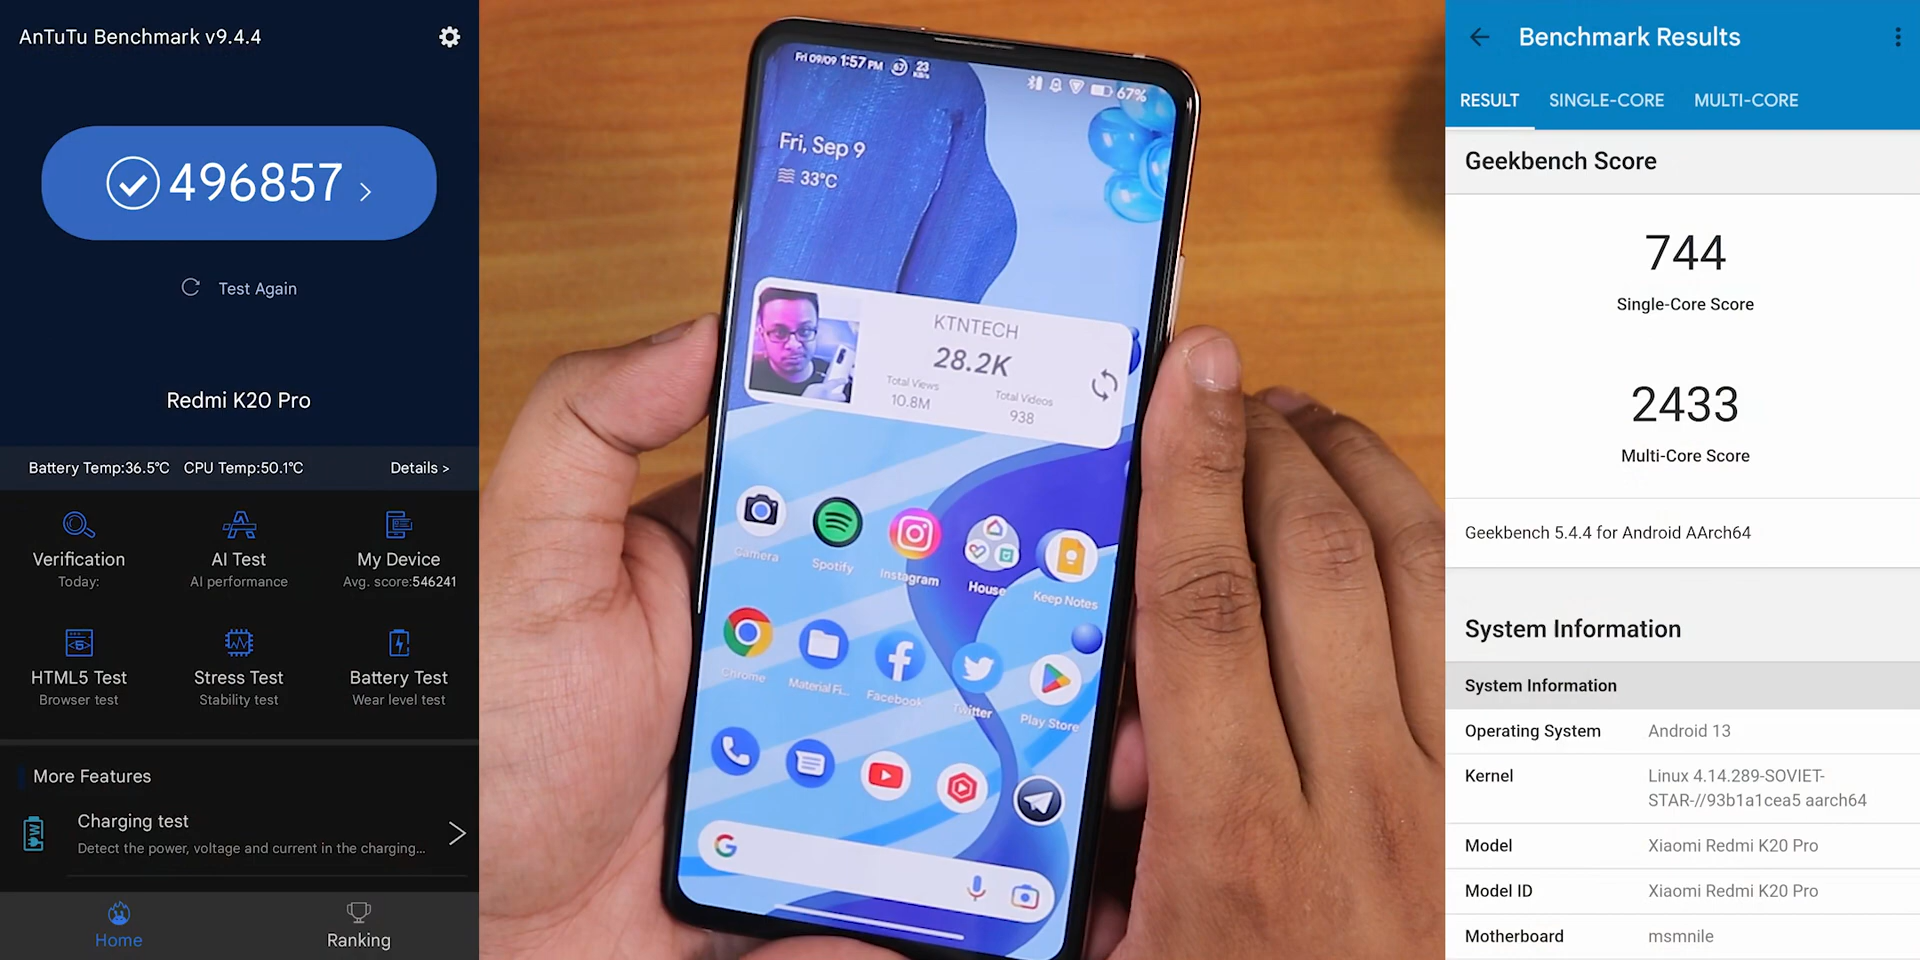 AnTuTu Benchmark v9.4.4
496857
Test Again
Redmi K20 Pro
Battery Temp:36.5°C CPU Temp:50.1°C Details >
Verification
Today:
AI Test
AI performance
My Device
Avg. score:546241
HTML5 Test
Browser test
Stress Test
Stability test
Battery Test
Wear level test
More Features
Charging test
Detect the power, voltage and current in the charging...
Home
Ranking
Fri 09/09 1:57 PM 67 23 KB/s 67%
Fri, Sep 9
33°C
KTNTECH
28.2K
Total Views
10.8M
Total Videos
938
Camera
Spotify
Instagram
House
Keep Notes
Chrome
Material Fi...
Facebook
Twitter
Play Store
Benchmark Results
RESULT SINGLE-CORE MULTI-CORE
Geekbench Score
744
Single-Core Score
2433
Multi-Core Score
Geekbench 5.4.4 for Android AArch64
System Information
System Information
Operating System Android 13
Kernel Linux 4.14.289-SOVIET-
STAR-//93b1a1cea5 aarch64
Model Xiaomi Redmi K20 Pro
Model ID Xiaomi Redmi K20 Pro
Motherboard msmnile